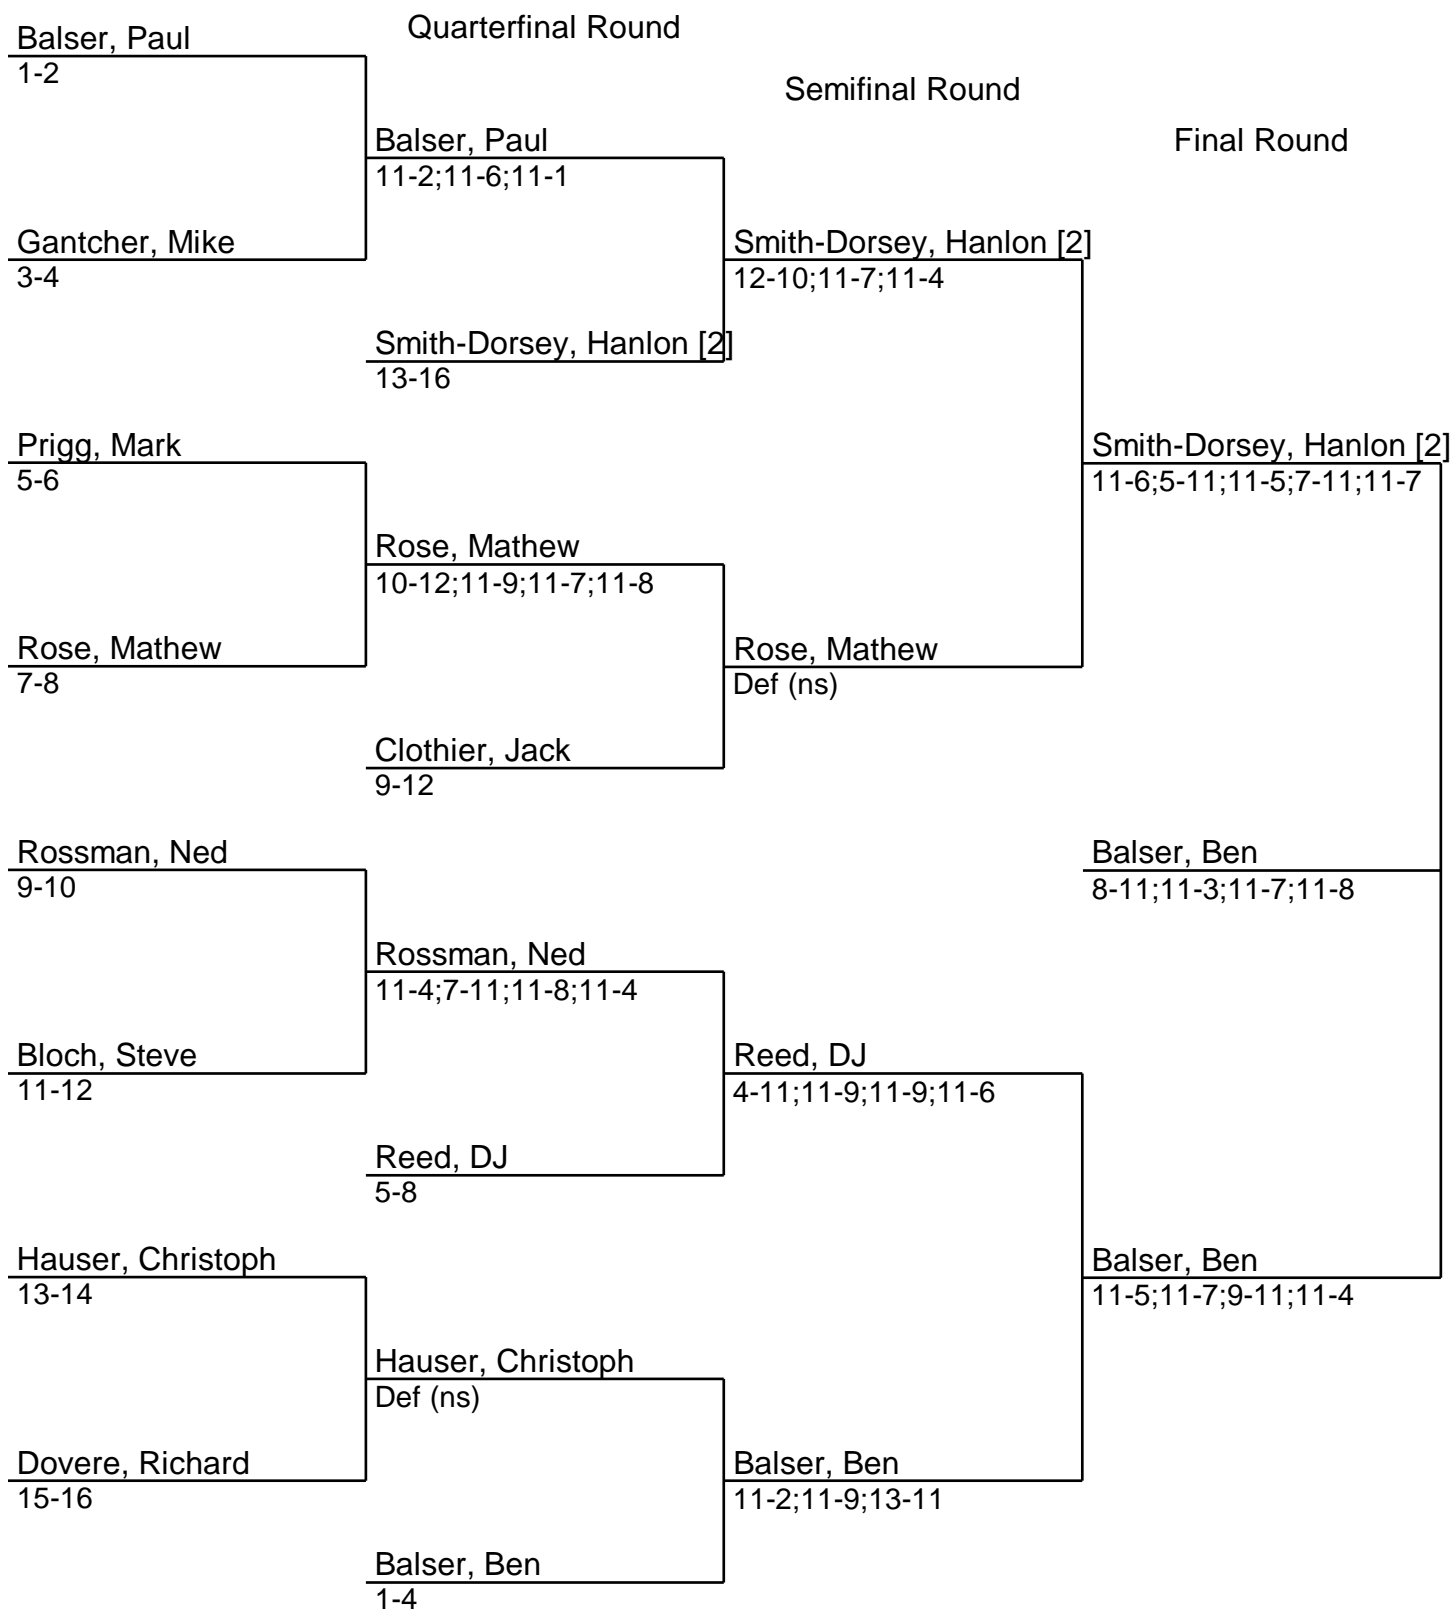 Quarterfinal Round
Semifinal Round
Final Round
Balser, Paul
1-2
Balser, Paul
11-2;11-6;11-1
Gantcher, Mike
3-4
Smith-Dorsey, Hanlon [2]
12-10;11-7;11-4
Smith-Dorsey, Hanlon [2]
13-16
Prigg, Mark
5-6
Smith-Dorsey, Hanlon [2]
11-6;5-11;11-5;7-11;11-7
Rose, Mathew
10-12;11-9;11-7;11-8
Rose, Mathew
7-8
Rose, Mathew
Def (ns)
Clothier, Jack
9-12
Rossman, Ned
9-10
Balser, Ben
8-11;11-3;11-7;11-8
Rossman, Ned
11-4;7-11;11-8;11-4
Bloch, Steve
11-12
Reed, DJ
4-11;11-9;11-9;11-6
Reed, DJ
5-8
Hauser, Christoph
13-14
Balser, Ben
11-5;11-7;9-11;11-4
Hauser, Christoph
Def (ns)
Dovere, Richard
15-16
Balser, Ben
11-2;11-9;13-11
Balser, Ben
1-4